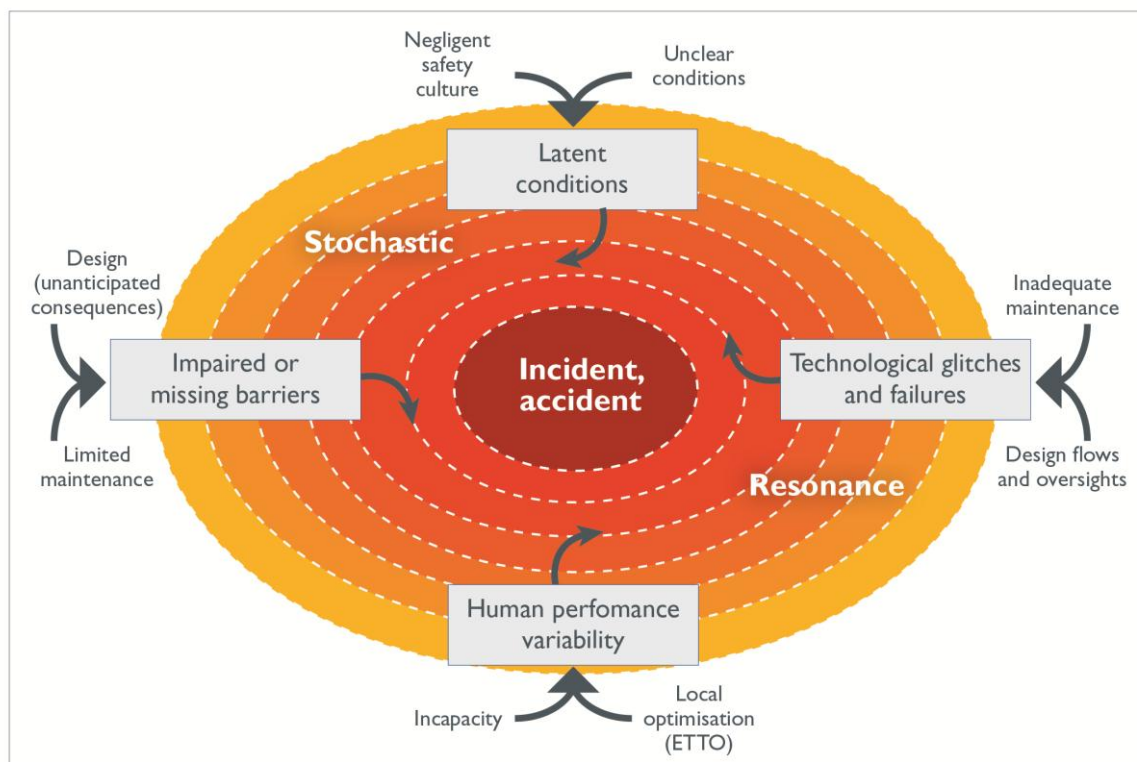 Negligent
safety
culture
Unclear
conditions
Latent
conditions
Stochastic
Design
(unanticipated
consequences)
Impaired or
missing barriers
Limited
maintenance
Incident,
accident
Inadequate
maintenance
Technological glitches
and failures
Design flows
and oversights
Resonance
Human perfomance
variability
Incapacity
Local
optimisation
(ETTO)